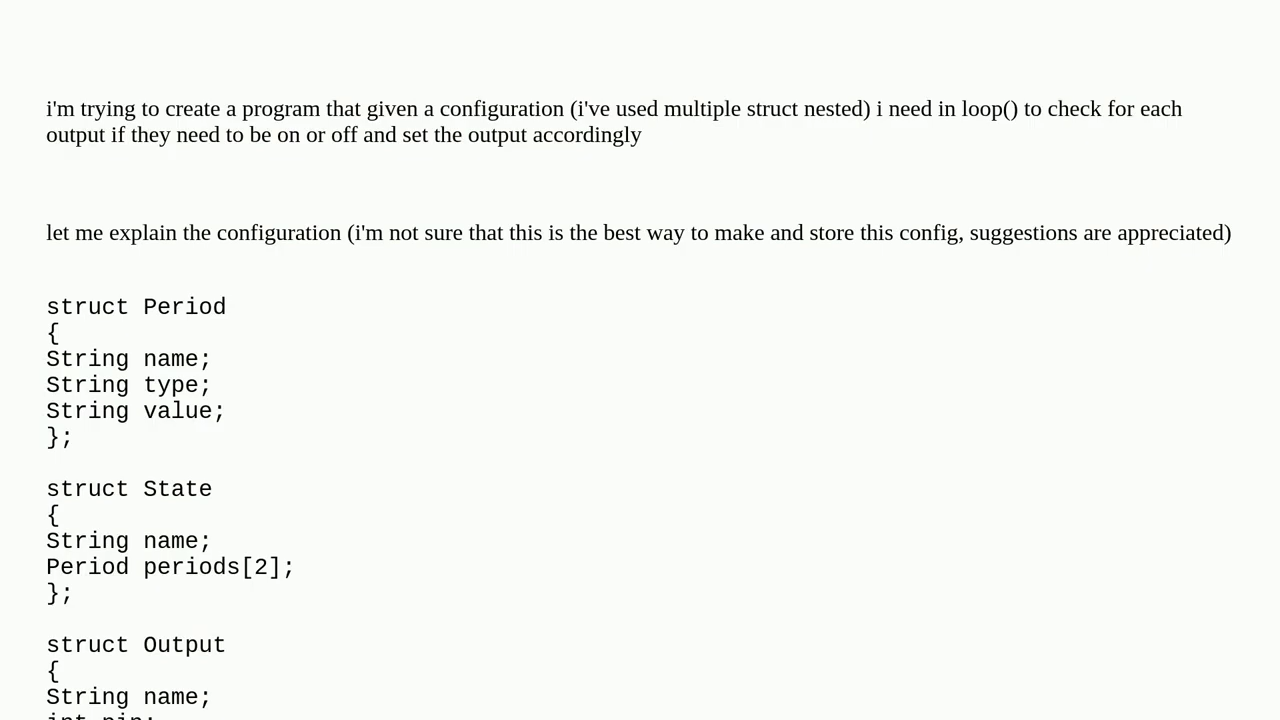 i'm trying to create a program that given a configuration (i've used multiple struct nested) i need in loop() to check for each
output if they need to be on or off and set the output accordingly
let me explain the configuration (i'm not sure that this is the best way to make and store this config, suggestions are appreciated)
struct Period
{
String name;
String type;
String value;
};
struct State
{
String name;
Period periods[2];
};
struct Output
{
String name;
int pin;